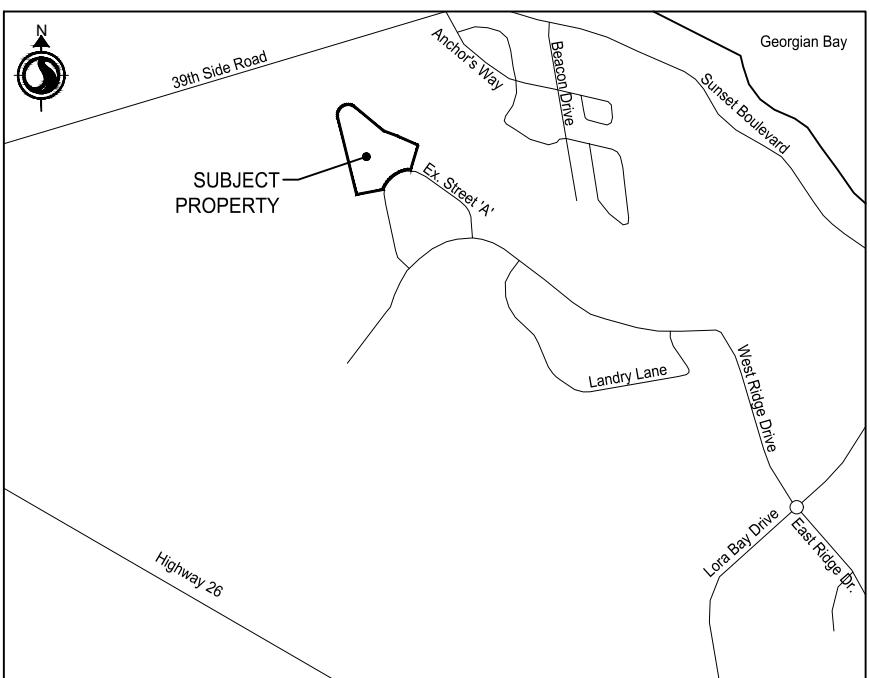 N
Georgian Bay
39th Side Road
Anchor's Way
Beacon Drive
Sunset Boulevard
SUBJECT
PROPERTY
Ex. Street 'A'
Landry Lane
West Ridge Drive
Lora Bay Drive
East Ridge Dr.
Highway 26